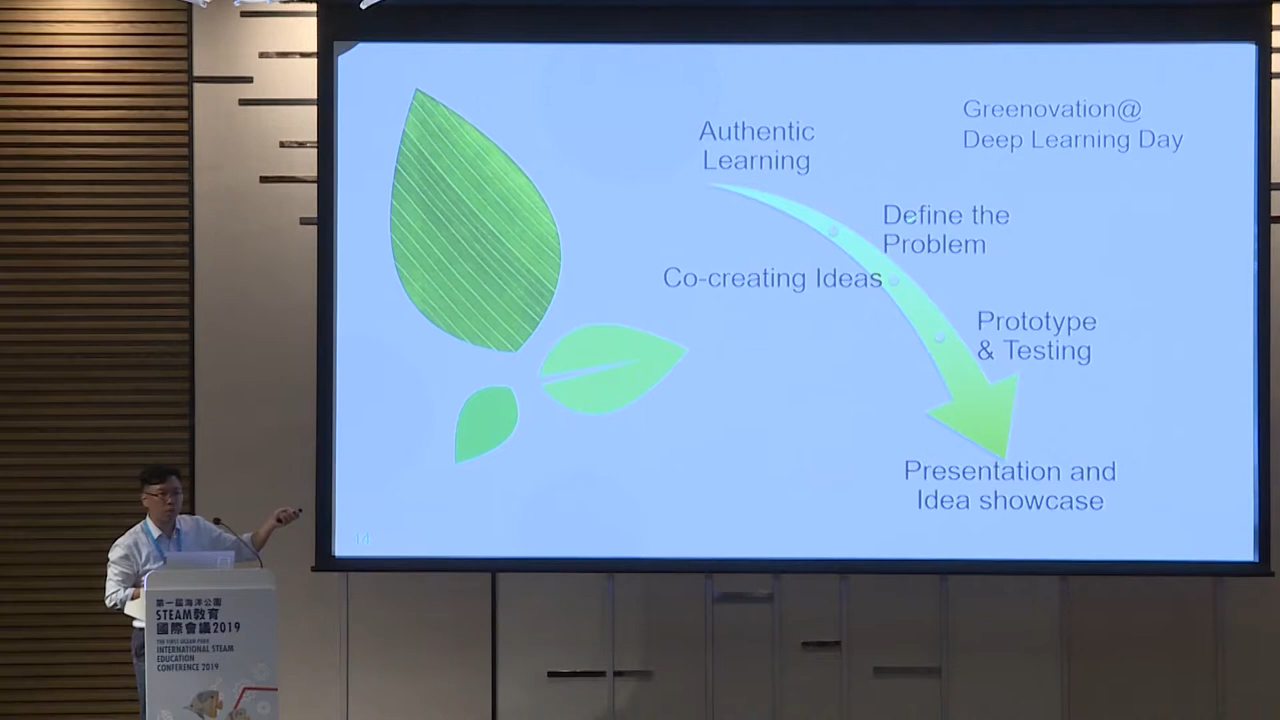 Greenovation@
Deep Learning Day
Authentic
Learning
Define the
Problem
Co-creating Ideas
Prototype
& Testing
Presentation and
Idea showcase
14
第一屆海洋公園
STEAM教育
國際會議2019
THE FIRST OCEAN PARK
INTERNATIONAL STEAM
EDUCATION
CONFERENCE 2019